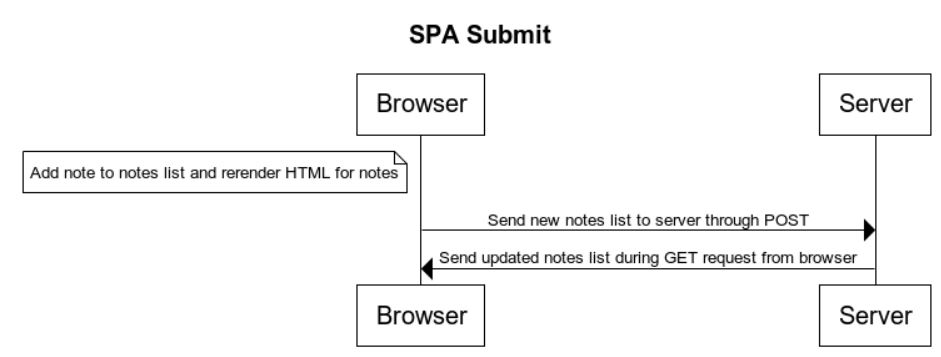 SPA Submit
Browser
Server
Add note to notes list and rerender HTML for notes
Send new notes list to server through POST
Send updated notes list during GET request from browser
Browser
Server